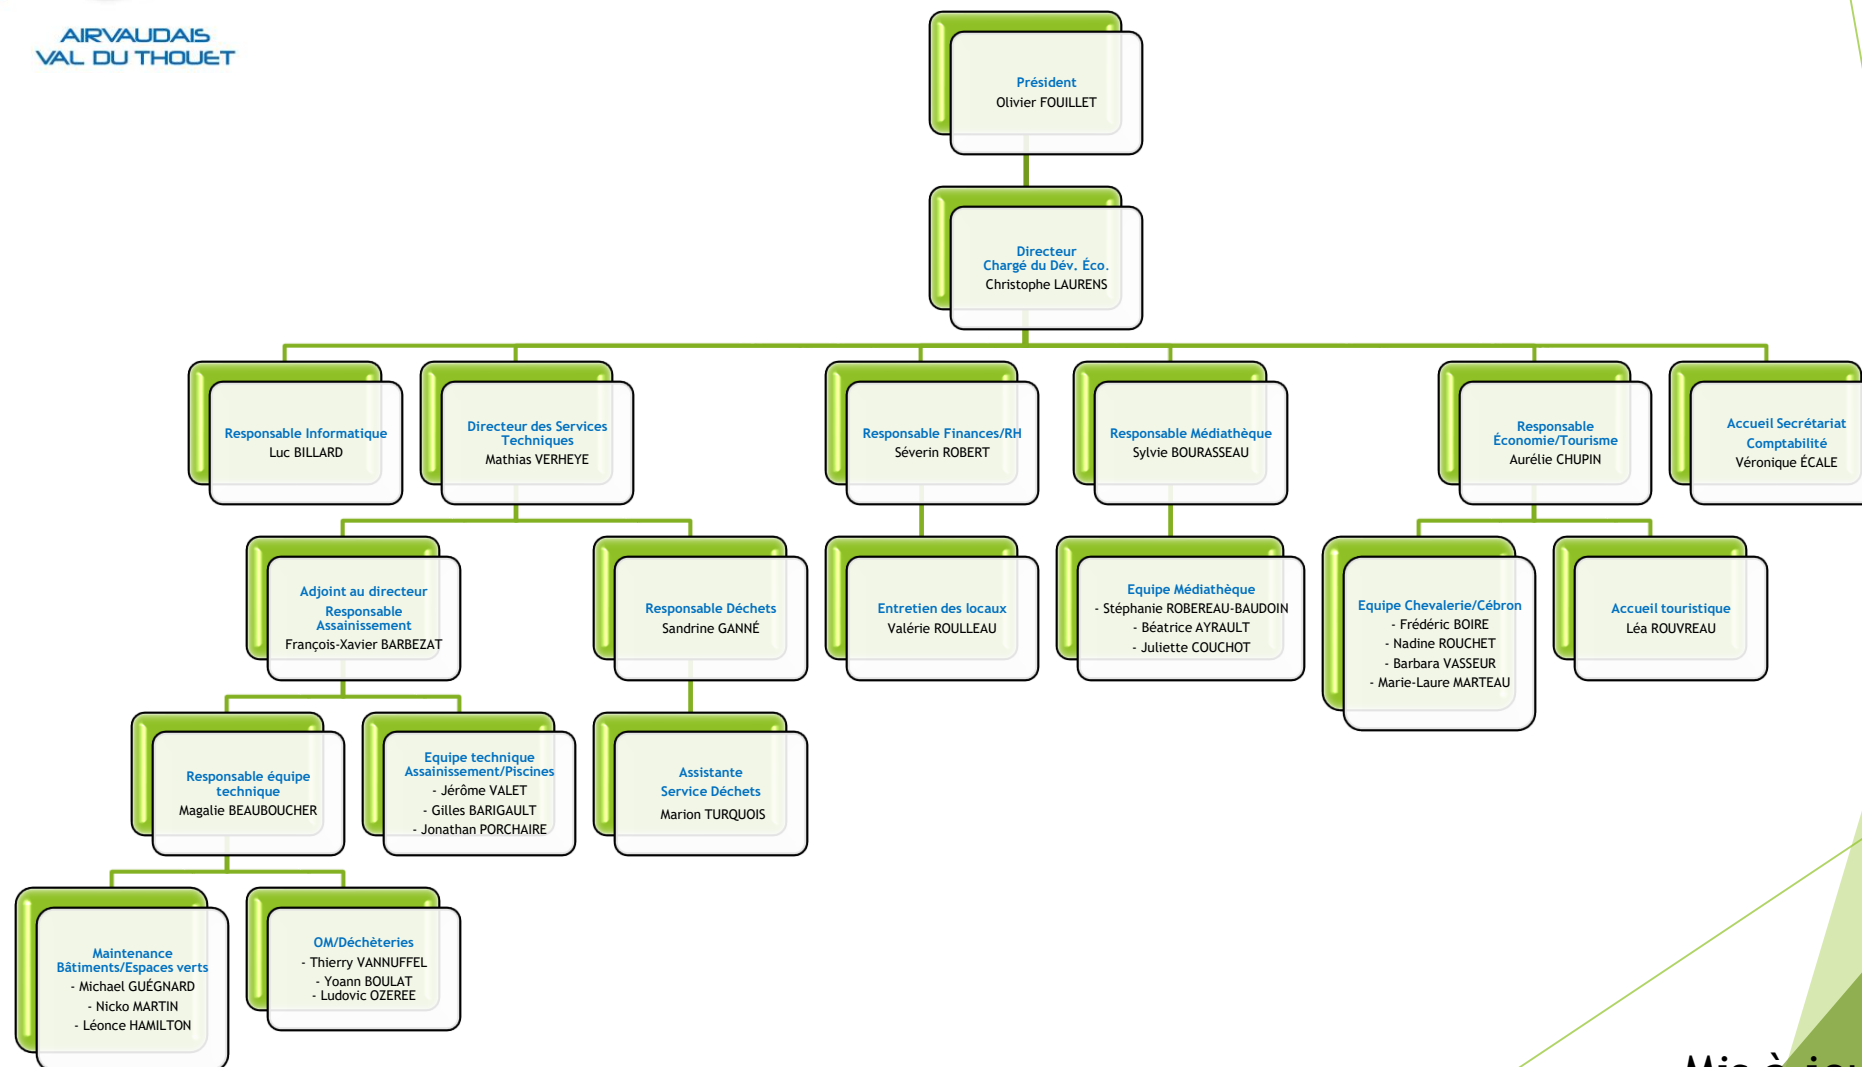 AIRVAUDAIS
VAL DU THOUET
Président
Olivier FOUILLET
Directeur
Chargé du Dév. Éco.
Christophe LAURENS
Responsable Informatique
Luc BILLARD
Directeur des Services
Techniques
Mathias VERHEYE
Responsable Finances/RH
Séverin ROBERT
Responsable Médiathèque
Sylvie BOURASSEAU
Responsable
Économie/Tourisme
Aurélie CHUPIN
Accueil Secrétariat
Comptabilité
Véronique ÉCALE
Adjoint au directeur
Responsable
Assainissement
François-Xavier BARBEZAT
Responsable Déchets
Sandrine GANNÉ
Entretien des locaux
Valérie ROULLEAU
Equipe Médiathèque
- Stéphanie ROBEREAU-BAUDOIN
- Béatrice AYRAULT
- Juliette COUCHOT
Equipe Chevalerie/Cébron
- Frédéric BOIRE
- Nadine ROUCHET
- Barbara VASSEUR
- Marie-Laure MARTEAU
Accueil touristique
Léa ROUVREAU
Responsable équipe
technique
Magalie BEAUBOUCHER
Equipe technique
Assainissement/Piscines
- Jérôme VALET
- Gilles BARIGAULT
- Jonathan PORCHAIRE
Assistante
Service Déchets
Marion TURQUOIS
Maintenance
Bâtiments/Espaces verts
- Michael GUÉGNARD
- Nicko MARTIN
- Léonce HAMILTON
OM/Déchèteries
- Thierry VANNUFFEL
- Yoann BOULAT
- Ludovic OZEREE
Mis à